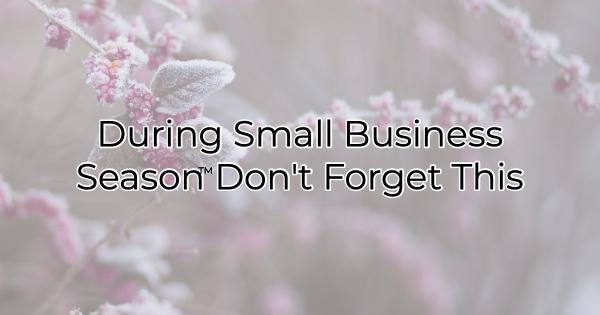 During Small Business
Season™ Don't Forget This